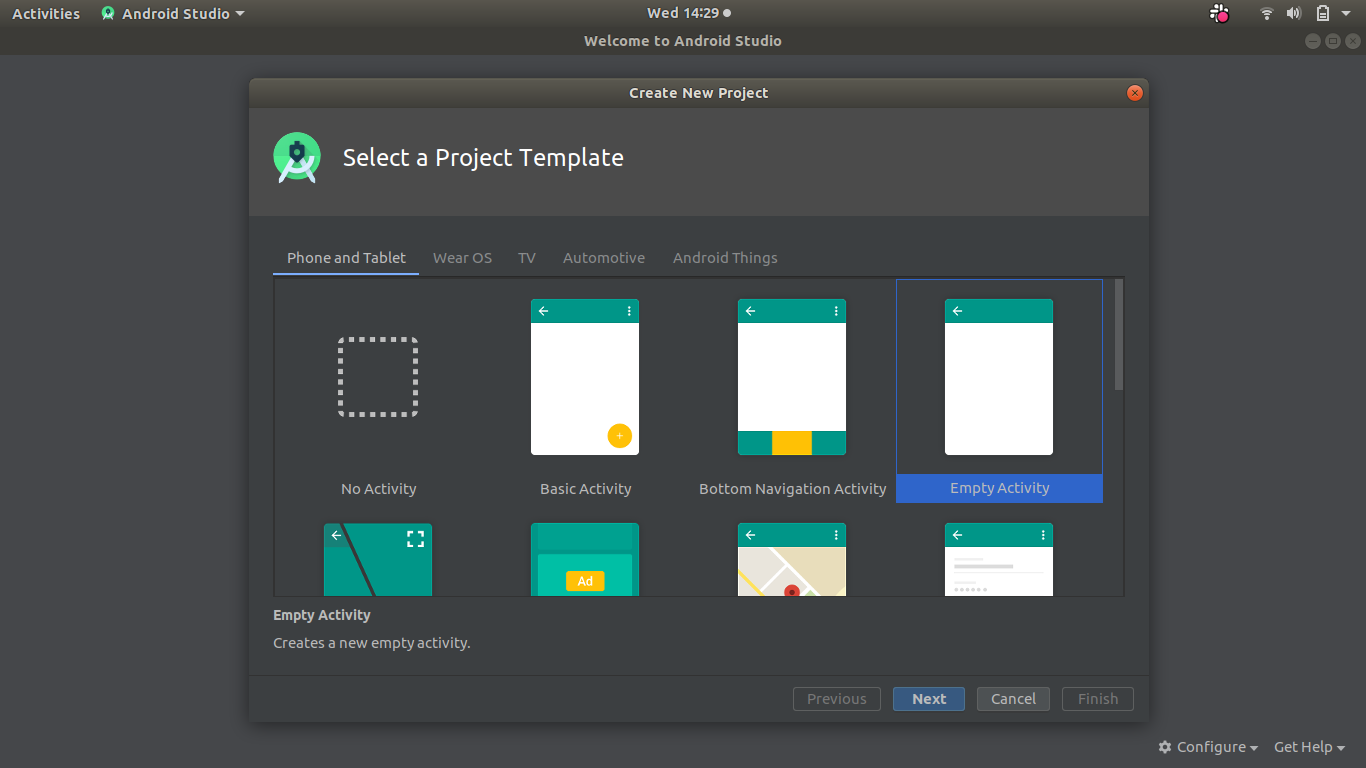 Activities Android Studio Wed 14:29
Welcome to Android Studio
Create New Project
Select a Project Template
Phone and Tablet Wear OS TV Automotive Android Things
No Activity Basic Activity Bottom Navigation Activity Empty Activity
Ad
Empty Activity
Creates a new empty activity.
Previous Next Cancel Finish
Configure Get Help